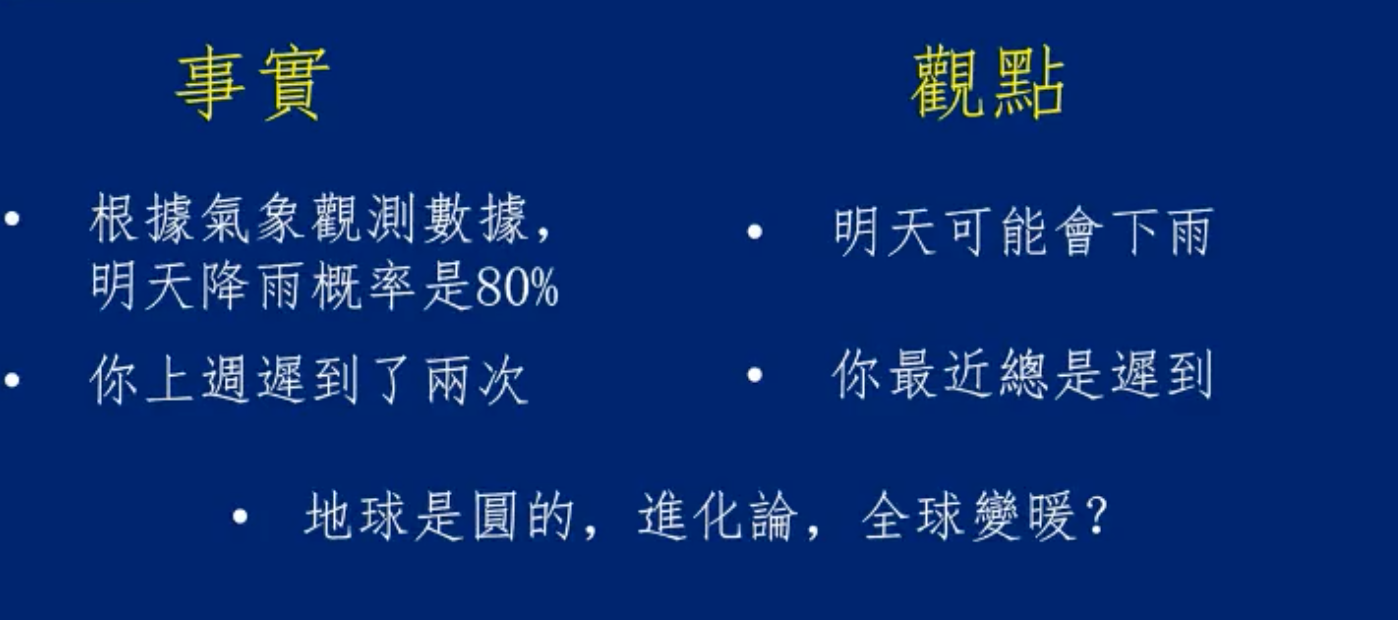 事實
觀點
• 根據氣象觀測數據,
明天降雨概率是80%
• 你上週遲到了兩次
• 明天可能會下雨
• 你最近總是遲到
• 地球是圓的, 進化論, 全球變暖?